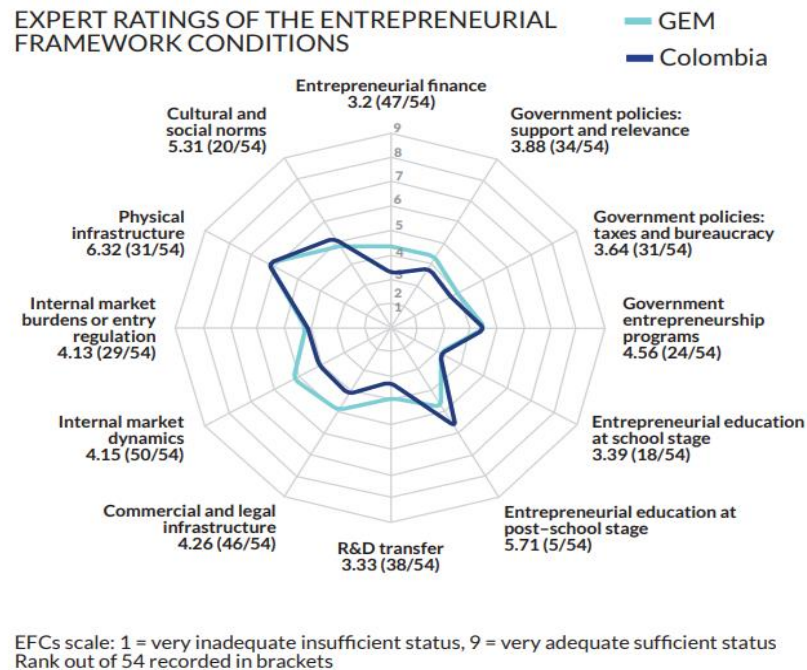 EXPERT RATINGS OF THE ENTREPRENEURIAL
FRAMEWORK CONDITIONS
GEM
Colombia
Entrepreneurial finance
3.2 (47/54)
Government policies:
support and relevance
3.88 (34/54)
Government policies:
taxes and bureaucracy
3.64 (31/54)
Government
entrepreneurship
programs
4.56 (24/54)
Entrepreneurial education
at school stage
3.39 (18/54)
Entrepreneurial education at
post–school stage
5.71 (5/54)
R&D transfer
3.33 (38/54)
Commercial and legal
infrastructure
4.26 (46/54)
Internal market
dynamics
4.15 (50/54)
Internal market
burdens or entry
regulation
4.13 (29/54)
Physical
infrastructure
6.32 (31/54)
Cultural and
social norms
5.31 (20/54)
9
8
7
6
5
4
3
2
1
EFCs scale: 1 = very inadequate insufficient status, 9 = very adequate sufficient status
Rank out of 54 recorded in brackets